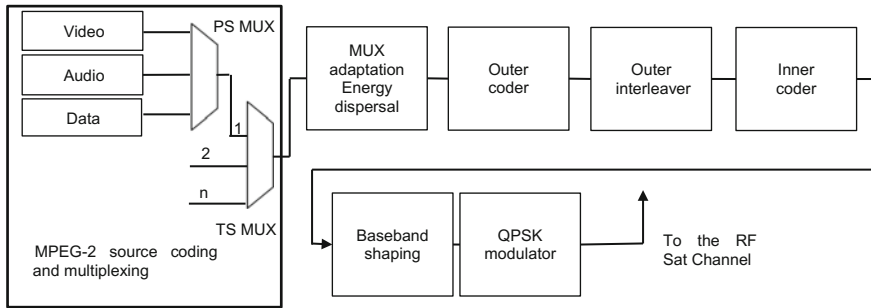 Video
Audio
Data
PS MUX
1
2
n
TS MUX
MPEG-2 source coding
and multiplexing
MUX
adaptation
Energy
dispersal
Outer
coder
Outer
interleaver
Inner
coder
Baseband
shaping
QPSK
modulator
To the RF
Sat Channel